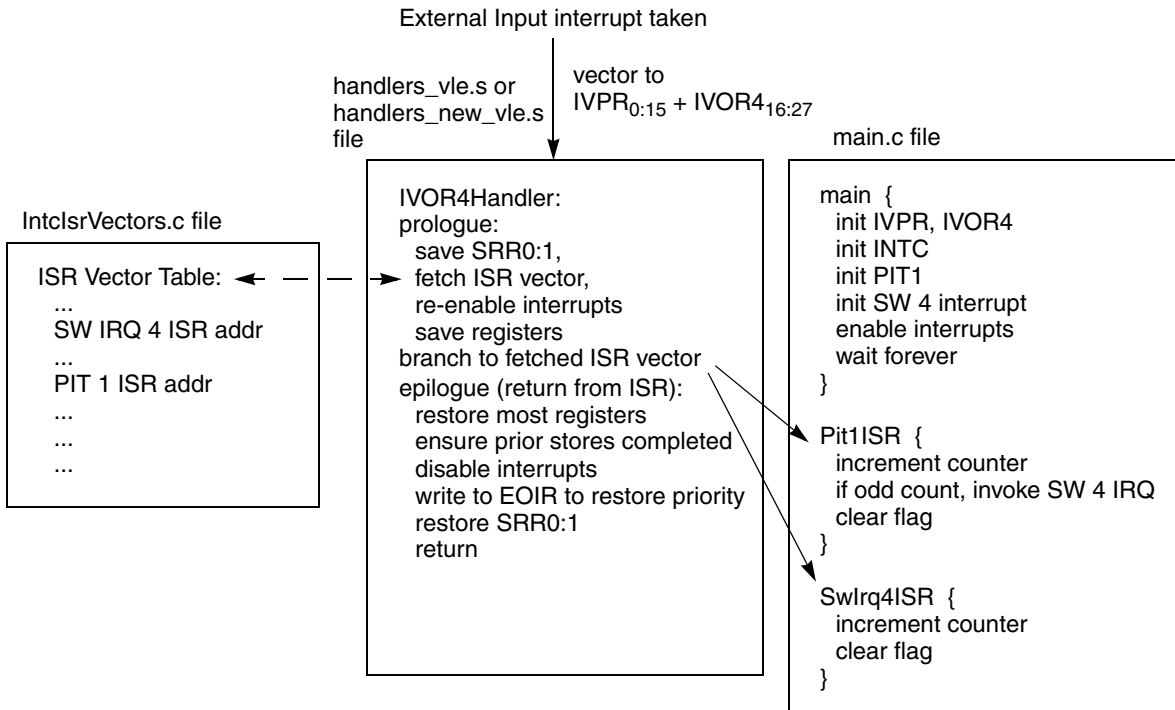 External Input interrupt taken
handlers_vle.s or
handlers_new_vle.s
file
vector to
IVPR0:15 + IVOR416:27
IntcIsrVectors.c file
ISR Vector Table:
...
SW IRQ 4 ISR addr
...
PIT 1 ISR addr
...
...
...
IVOR4Handler:
prologue:
save SRR0:1,
fetch ISR vector,
re-enable interrupts
save registers
branch to fetched ISR vector
epilogue (return from ISR):
restore most registers
ensure prior stores completed
disable interrupts
write to EOIR to restore priority
restore SRR0:1
return
main.c file
main {
init IVPR, IVOR4
init INTC
init PIT1
init SW 4 interrupt
enable interrupts
wait forever
}
Pit1ISR {
increment counter
if odd count, invoke SW 4 IRQ
clear flag
}
SwIrq4ISR {
increment counter
clear flag
}